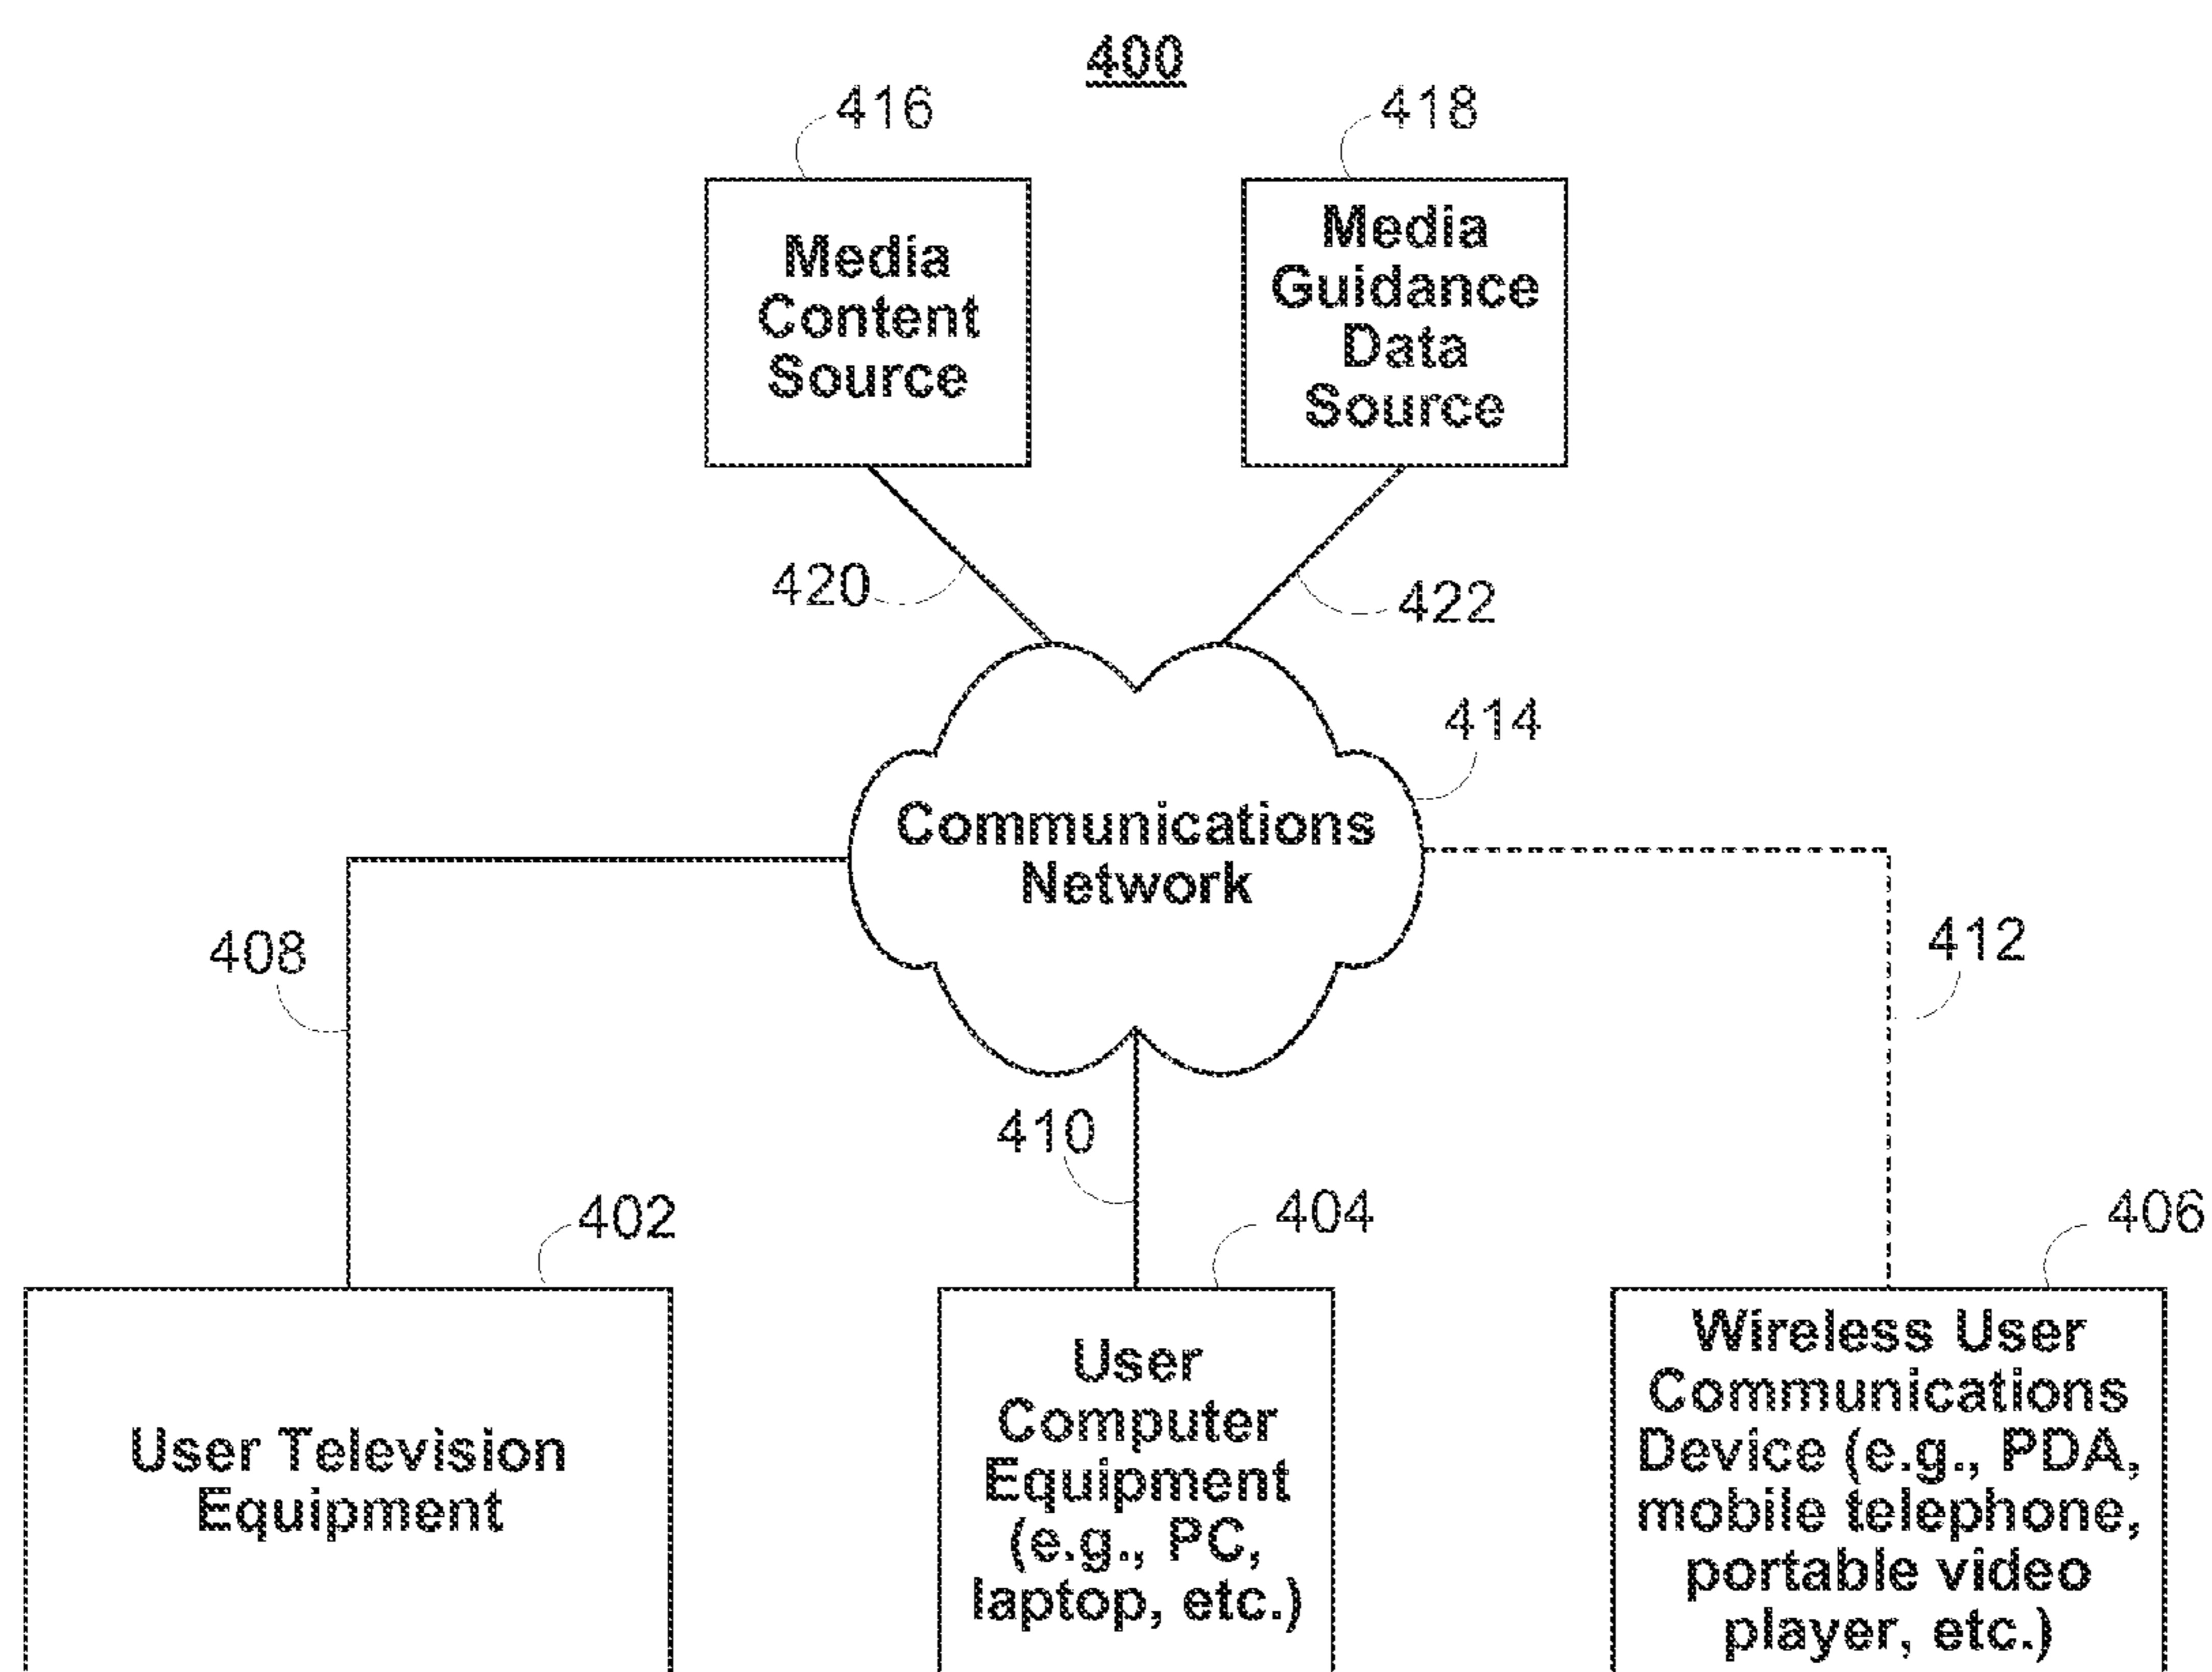 400
416
418
Media
Content
Source
Media
Guidance
Data
Source
420
422
414
Communications
Network
408
412
410
402
404
406
User Television
Equipment
User
Computer
Equipment
(e.g., PC,
laptop, etc.)
Wireless User
Communications
Device (e.g., PDA,
mobile telephone,
portable video
player, etc.)